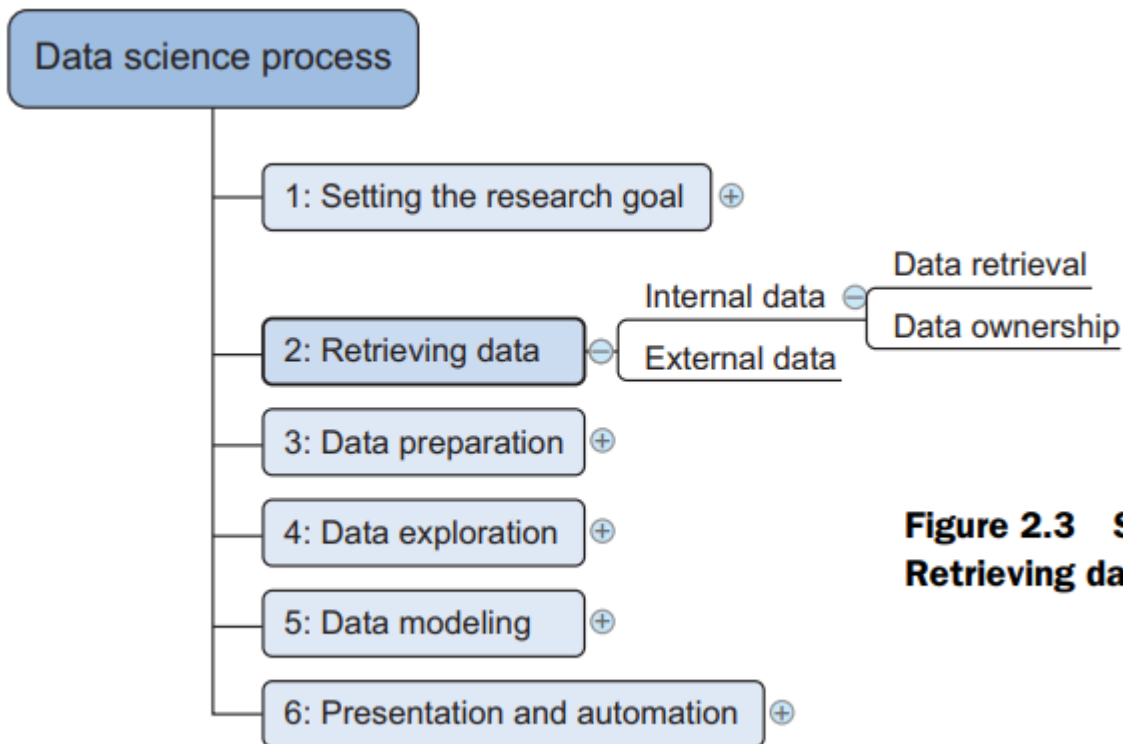 Data science process
1: Setting the research goal
Data retrieval
Internal data
Data ownership
2: Retrieving data
External data
3: Data preparation
4: Data exploration
Figure 2.3
Retrieving
5: Data modeling
6: Presentation and automation